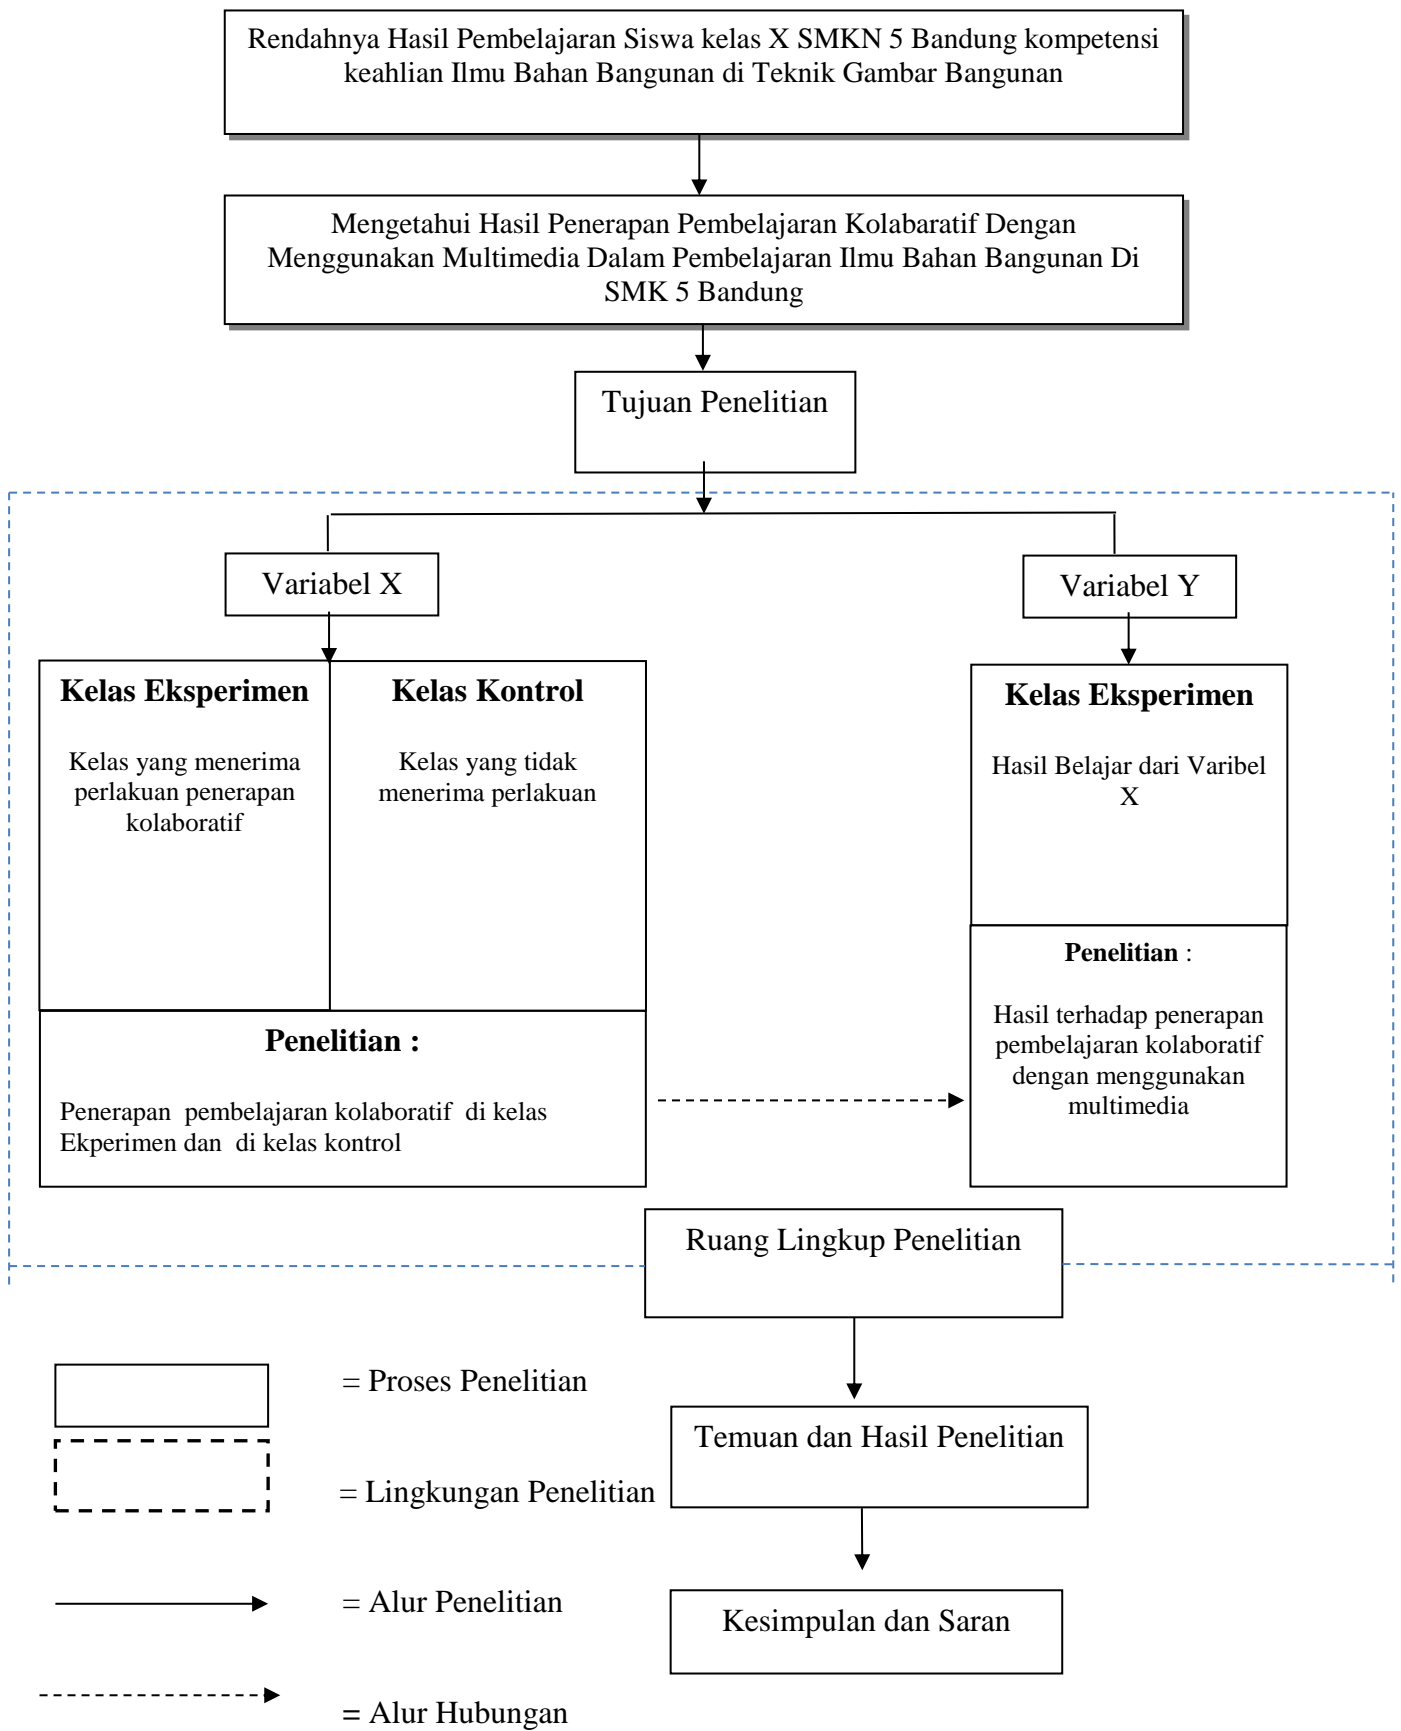 Rendahnya Hasil Pembelajaran Siswa kelas X SMKN 5 Bandung kompetensi
keahlian Ilmu Bahan Bangunan di Teknik Gambar Bangunan
Mengetahui Hasil Penerapan Pembelajaran Kolabaratif Dengan
Menggunakan Multimedia Dalam Pembelajaran Ilmu Bahan Bangunan Di
SMK 5 Bandung
Tujuan Penelitian
Variabel X
Variabel Y
Kelas Eksperimen
Kelas yang menerima
perlakuan penerapan
kolaboratif
Kelas Kontrol
Kelas yang tidak
menerima perlakuan
Penelitian :
Penerapan pembelajaran kolaboratif di kelas
Ekperimen dan di kelas kontrol
Kelas Eksperimen
Hasil Belajar dari Varibel
X
Penelitian :
Hasil terhadap penerapan
pembelajaran kolaboratif
dengan menggunakan
multimedia
Ruang Lingkup Penelitian
Temuan dan Hasil Penelitian
Kesimpulan dan Saran
= Proses Penelitian
= Lingkungan Penelitian
= Alur Penelitian
= Alur Hubungan